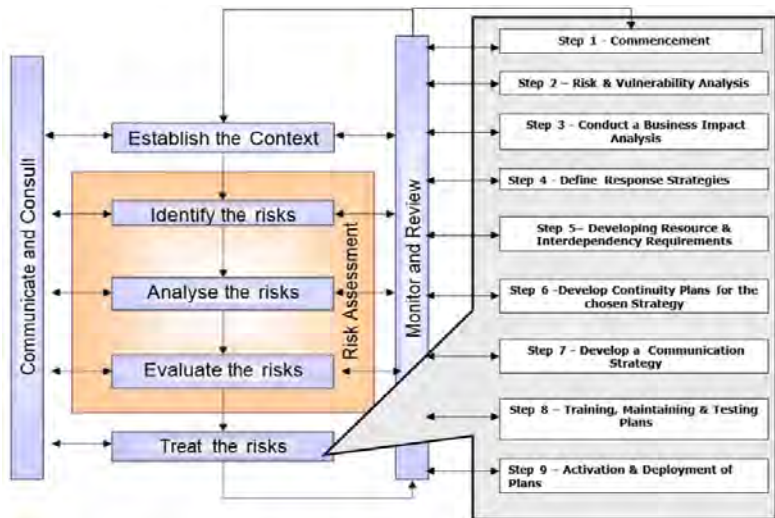 Communicate and Consult
Establish the Context
Identify the risks
Analyse the risks
Evaluate the risks
Treat the risks
Risk Assessment
Monitor and Review
Step 1 - Commencement
Step 2 – Risk & Vulnerability Analysis
Step 3 - Conduct a Business Impact
Analysis
Step 4 - Define Response Strategies
Step 5– Developing Resource &
Interdependency Requirements
Step 6 -Develop Continuity Plans for the
chosen Strategy
Step 7 - Develop a Communication
Strategy
Step 8 – Training, Maintaining & Testing
Plans
Step 9 – Activation & Deployment of
Plans